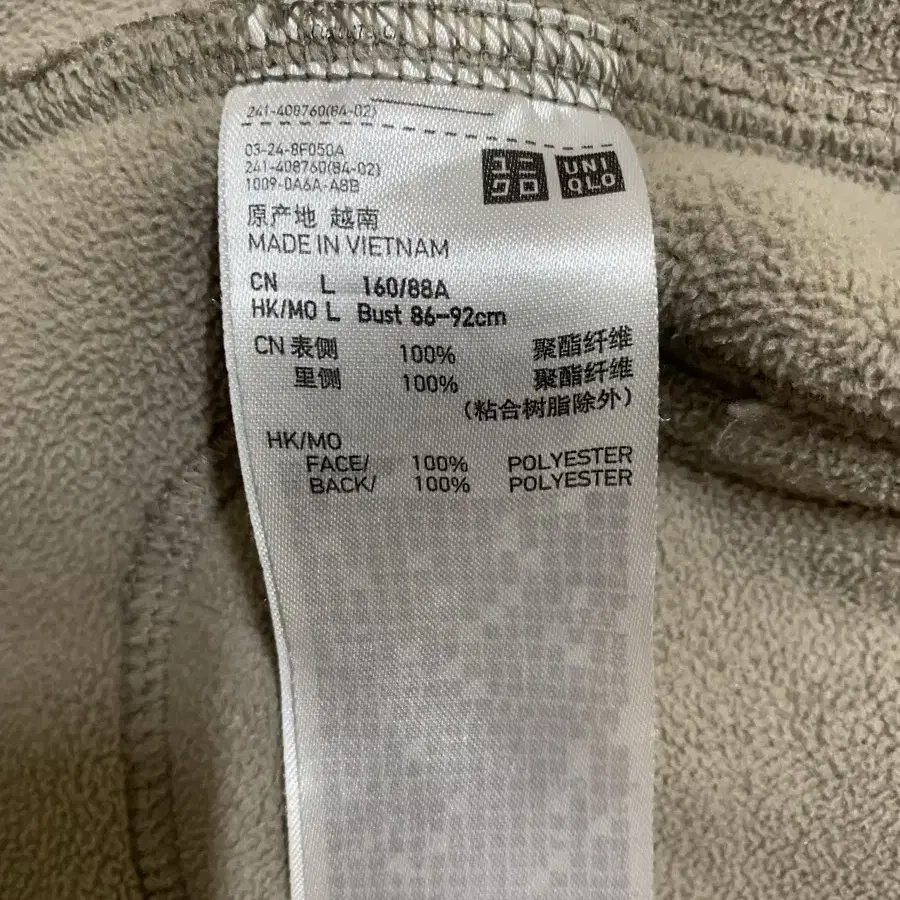 241-408760(84-02)
03-24-8F050A
241-408760(84-02)
1009-0A6A-A8B
ユニ
クロ
UNI
QLO
原产地 越南
MADE IN VIETNAM
CN L 160/88A
HK/MO L Bust 86-92cm
CN 表侧 100% 聚酯纤维
里侧 100% 聚酯纤维
(粘合树脂除外)
HK/MO
FACE/ 100% POLYESTER
BACK/ 100% POLYESTER